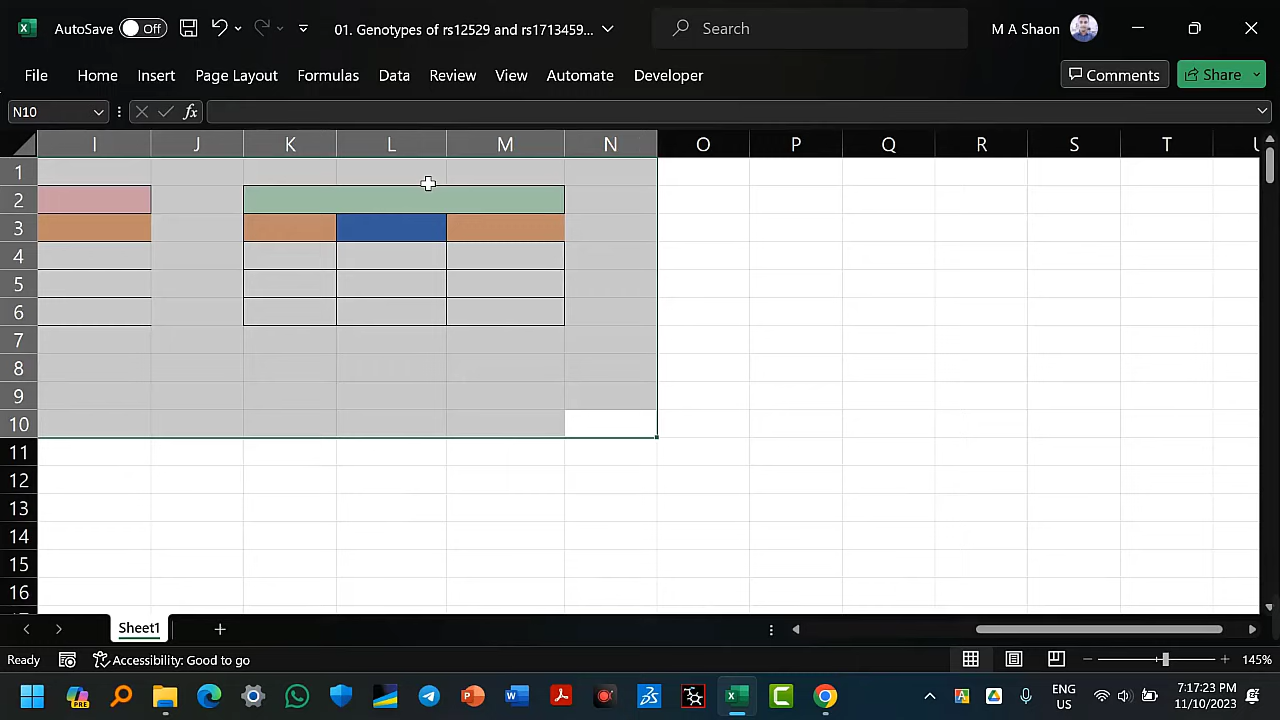 AutoSave Off 01. Genotypes of rs12529 and rs1713459... Search M A Shaon
File Home Insert Page Layout Formulas Data Review View Automate Developer Comments Share
N10 fx
I J K L M N O P Q R S T U
1
2
3
4
5
6
7
8
9
10
11
12
13
14
15
16
Sheet1
Ready Accessibility: Good to go 145%
ENG 7:17:23 PM
US 11/10/2023